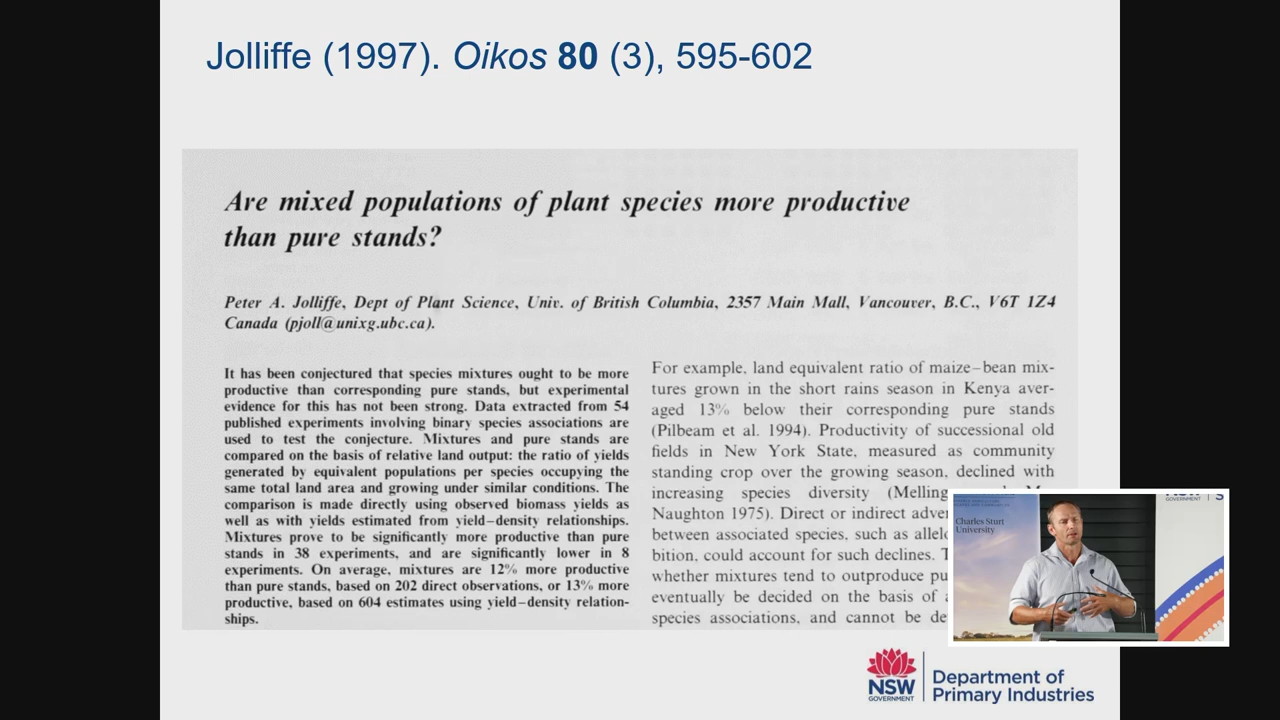 Jolliffe (1997). Oikos 80 (3), 595-602
Are mixed populations of plant species more productive
than pure stands?
Peter A. Jolliffe, Dept of Plant Science, Univ. of British Columbia, 2357 Main Mall, Vancouver, B.C., V6T 1Z4
Canada (pjoll@unixg.ubc.ca).
It has been conjectured that species mixtures ought to be more
productive than corresponding pure stands, but experimental
evidence for this has not been strong. Data extracted from 54
published experiments involving binary species associations are
used to test the conjecture. Mixtures and pure stands are
compared on the basis of relative land output: the ratio of yields
generated by equivalent populations per species occupying the
same total land area and growing under similar conditions. The
comparison is made directly using observed biomass yields as
well as with yields estimated from yield–density relationships.
Mixtures prove to be significantly more productive than pure
stands in 38 experiments, and are significantly lower in 8
experiments. On average, mixtures are 12% more productive
than pure stands, based on 202 direct observations, or 13% more
productive, based on 604 estimates using yield–density relation-
ships.
For example, land equivalent ratio of maize–bean mix-
tures grown in the short rains season in Kenya aver-
aged 13% below their corresponding pure stands
(Pilbeam et al. 1994). Productivity of successional old
fields in New York State, measured as community
standing crop over the growing season, declined with
increasing species diversity (Melling
Naughton 1975). Direct or indirect adver
between associated species, such as allelo
bition, could account for such declines. T
whether mixtures tend to outproduce pu
eventually be decided on the basis of
species associations, and cannot be de
Charles Sturt
University
NSW
GOVERNMENT
Department of
Primary Industries